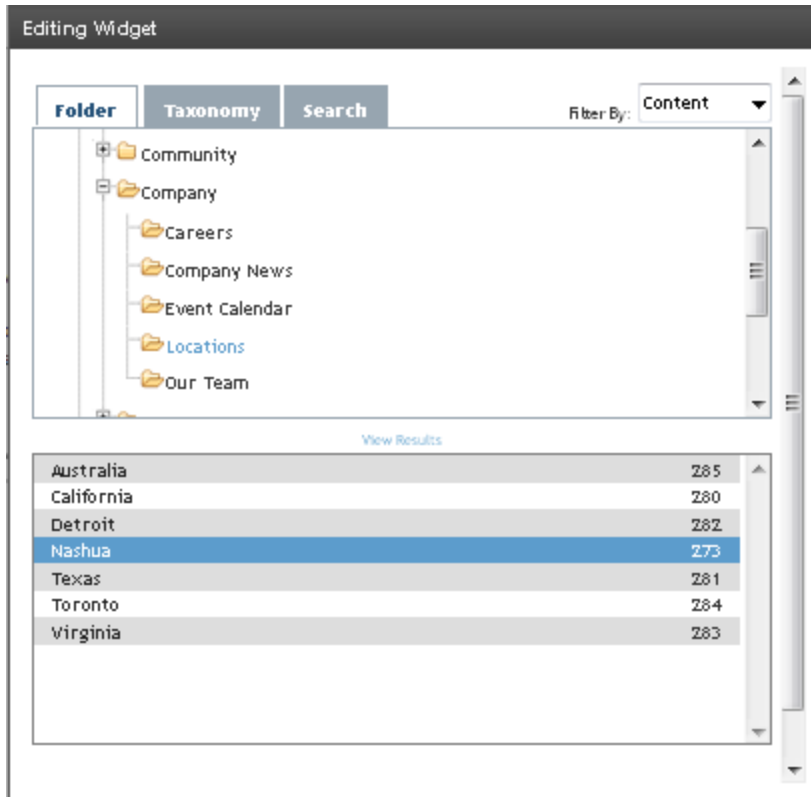 Editing Widget
Folder Taxonomy Search Filter By: Content
Community
Company
Careers
Company News
Event Calendar
Locations
Our Team
View Results
Australia 285
California 280
Detroit 282
Nashua 273
Texas 281
Toronto 284
Virginia 283